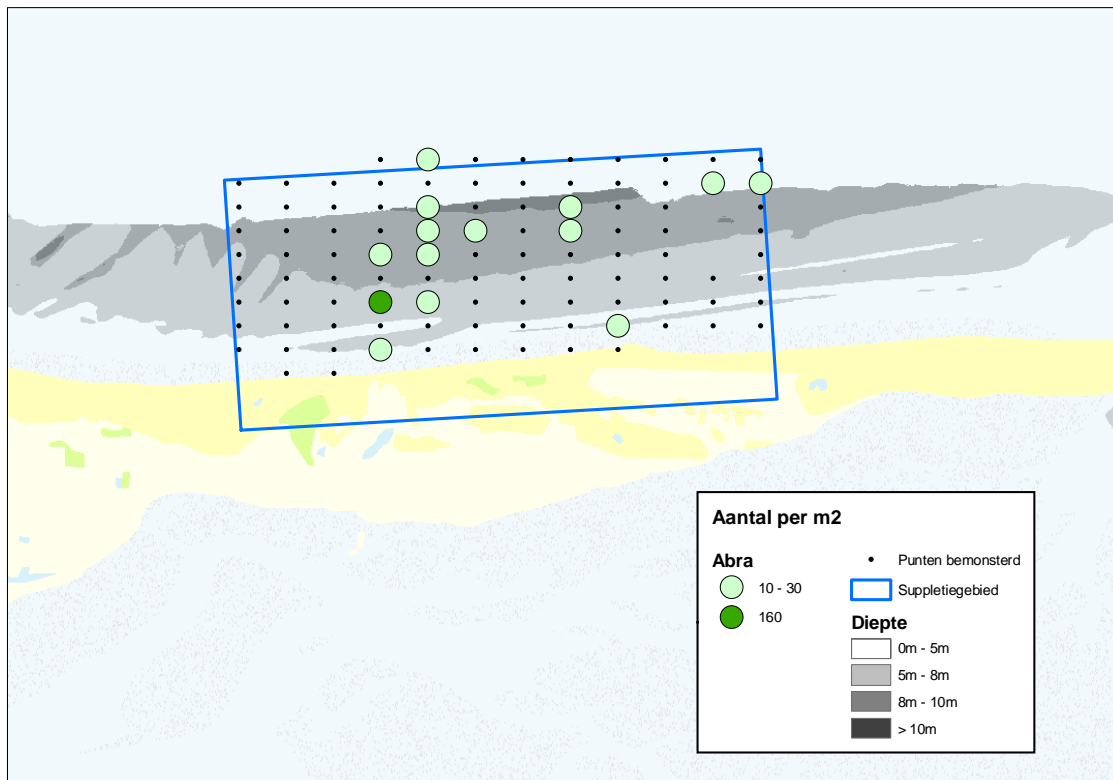 Aantal per m2
Abra
10 - 30
160
Punten bemonsterd
Suppletiegebied
Diepte
0m - 5m
5m - 8m
8m - 10m
> 10m